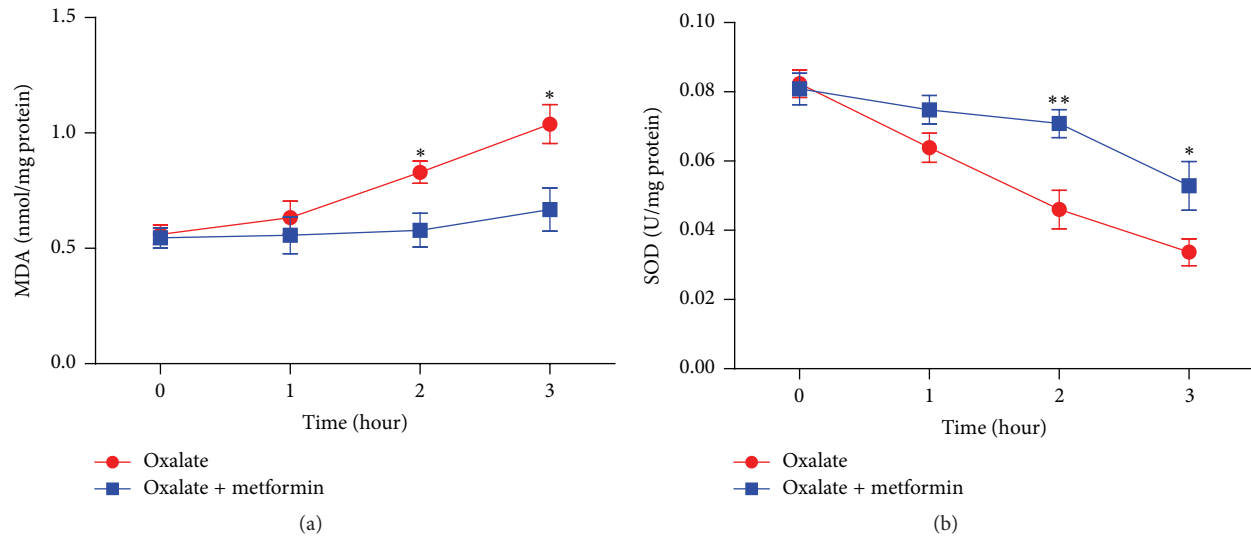 1.5
1.0
0.5
0.0
MDA (nmol/mg protein)
*
*
0 1 2 3
Time (hour)
Oxalate
Oxalate + metformin
(a)
0.10
0.08
0.06
0.04
0.02
0.00
SOD (U/mg protein)
**
*
0 1 2 3
Time (hour)
Oxalate
Oxalate + metformin
(b)